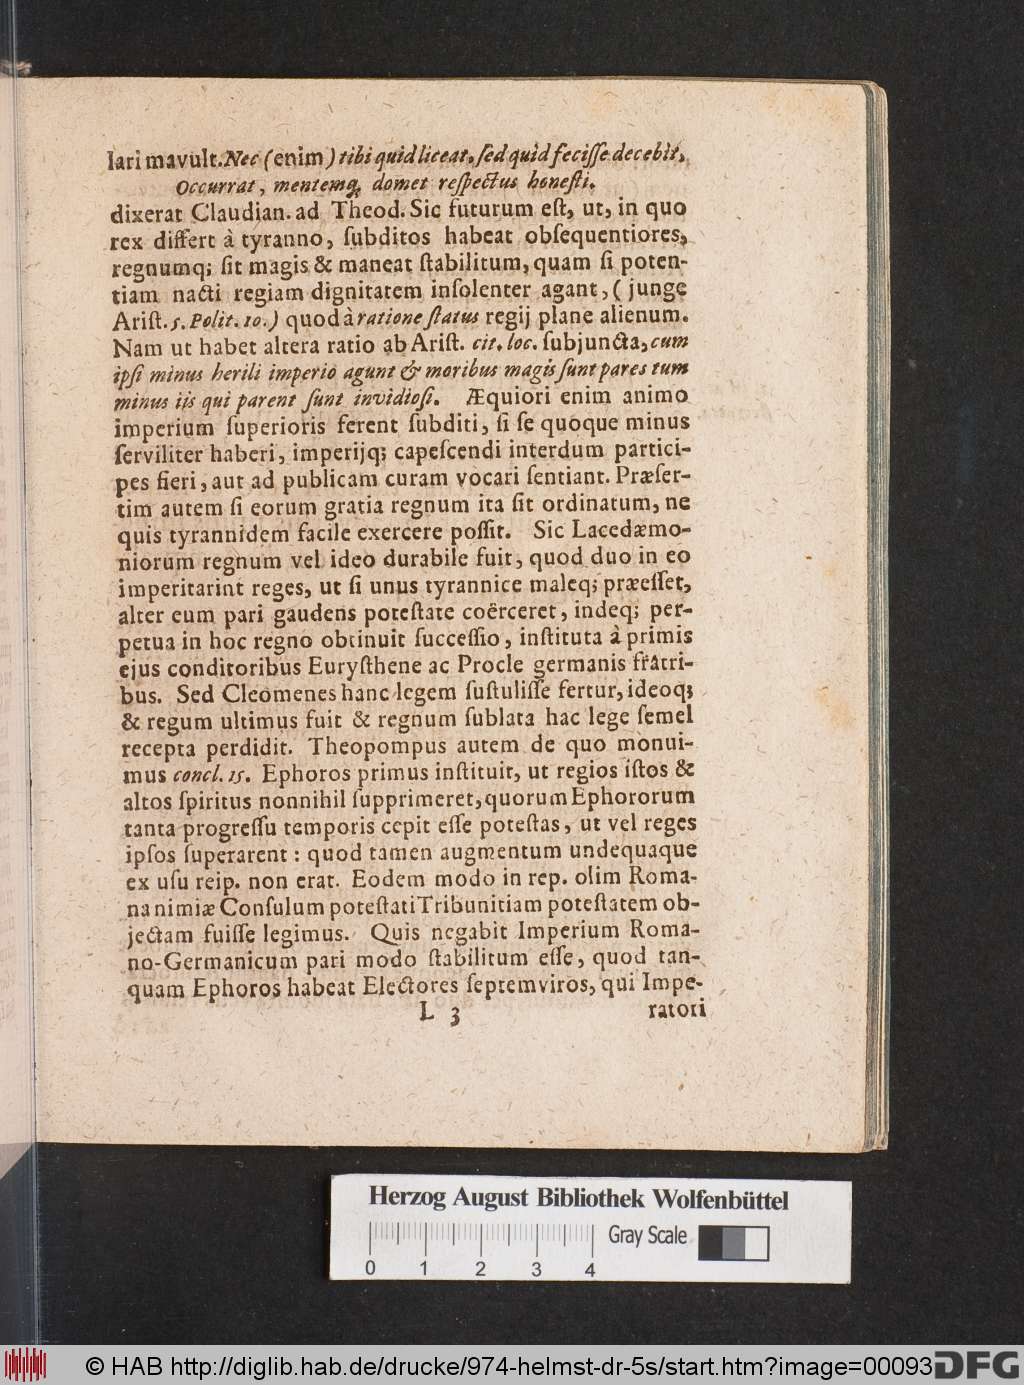 lari mavult. Nec (enim) tibi quid liceat, ſed quid feciſſe decebit,
Occurrat, mentemq; domet reſpectus honeſti.
dixerat Claudian. ad Theod. Sic futurum eſt, ut, in quo
rex differt à tyranno, ſubditos habeat obſequentiores,
regnumq; ſit magis & maneat ſtabilitum, quam ſi poten-
tiam nacti regiam dignitatem inſolenter agant, (junge
Ariſt. 5. Polit. 10.) quod à ratione ſtatus regij plane alienum.
Nam ut habet altera ratio ab Ariſt. cit. loc. ſubjuncta, cum
ipſi minus herili imperio agunt & moribus magis ſunt pares tum
minus iis qui parent ſunt invidioſi. Æquiori enim animo
imperium ſuperioris ferent ſubditi, ſi ſe quoque minus
ſerviliter haberi, imperijq; capeſcendi interdum partici-
pes fieri, aut ad publicam curam vocari ſentiant. Præſer-
tim autem ſi eorum gratia regnum ita ſit ordinatum, ne
quis tyrannidem facile exercere poſſit. Sic Lacedæmo-
niorum regnum vel ideo durabile fuit, quod duo in eo
imperitarint reges, ut ſi unus tyrannice maleq; præeſſet,
alter eum pari gaudens poteſtate coërceret, indeq; per-
petua in hoc regno obtinuit ſucceſſio, inſtituta à primis
ejus conditoribus Euryſthene ac Procle germanis fratri-
bus. Sed Cleomenes hanc legem ſuſtuliſſe fertur, ideoq;
& regum ultimus fuit & regnum ſublata hac lege ſemel
recepta perdidit. Theopompus autem de quo monui-
mus concl. 15. Ephoros primus inſtituit, ut regios iſtos &
altos ſpiritus nonnihil ſupprimeret, quorum Ephororum
tanta progreſſu temporis cepit eſſe poteſtas, ut vel reges
ipſos ſuperarent : quod tamen augmentum undequaque
ex uſu reip. non erat. Eodem modo in rep. olim Roma-
na nimiæ Conſulum poteſtati Tribunitiam poteſtatem ob-
jectam fuiſſe legimus. Quis negabit Imperium Roma-
no-Germanicum pari modo ſtabilitum eſſe, quod tan-
quam Ephoros habeat Electores ſeptemviros, qui Impe-
L 3 ratori
Herzog August Bibliothek Wolfenbüttel
Gray Scale
0 1 2 3 4
© HAB http://diglib.hab.de/drucke/974-helmst-dr-5s/start.htm?image=00093
DFG